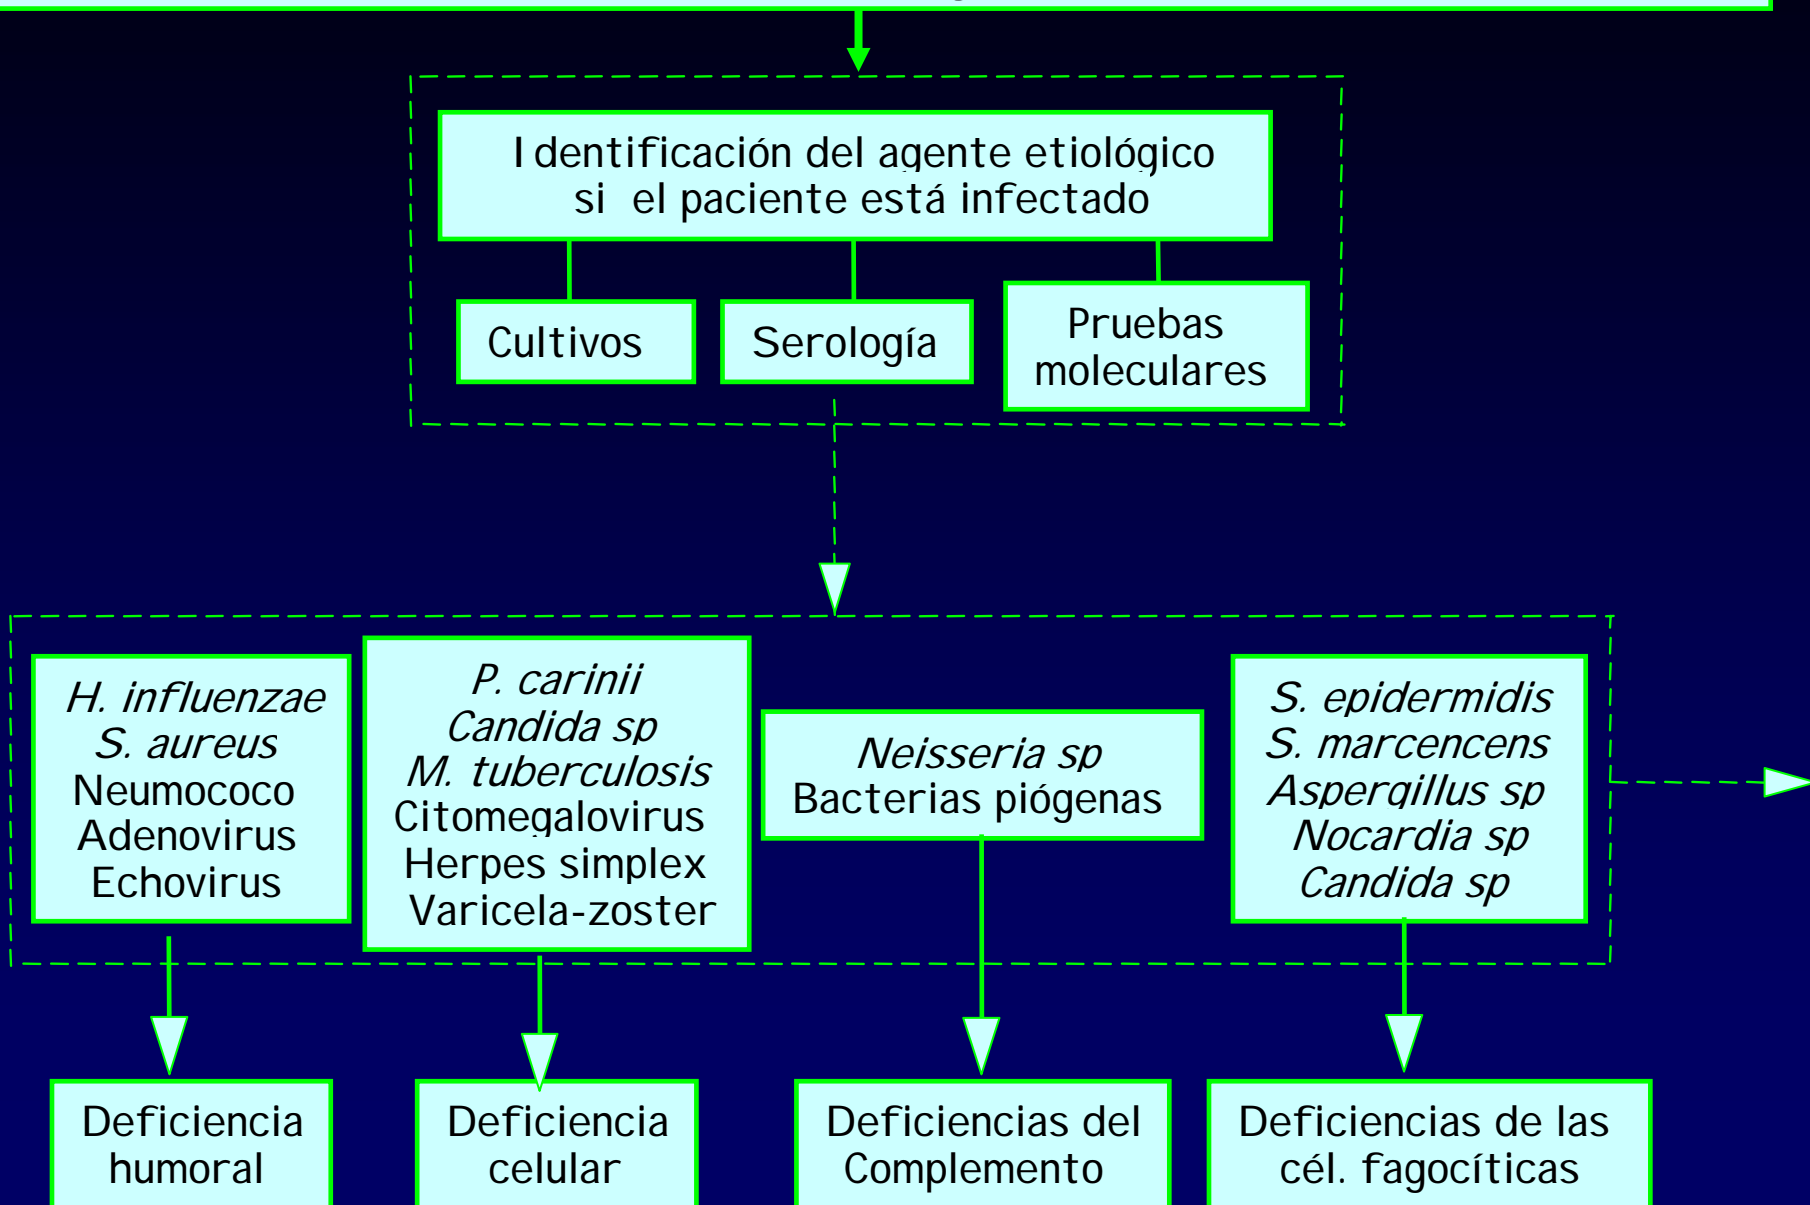 Identificación del agente etiológico
si el paciente está infectado
Cultivos
Serología
Pruebas
moleculares
H. influenzae
S. aureus
Neumococo
Adenovirus
Echovirus
P. carinii
Candida sp
M. tuberculosis
Citomegalovirus
Herpes simplex
Varicela-zoster
Neisseria sp
Bacterias piógenas
S. epidermidis
S. marcencens
Aspergillus sp
Nocardia sp
Candida sp
Deficiencia
humoral
Deficiencia
celular
Deficiencias del
Complemento
Deficiencias de las
cél. fagocíticas